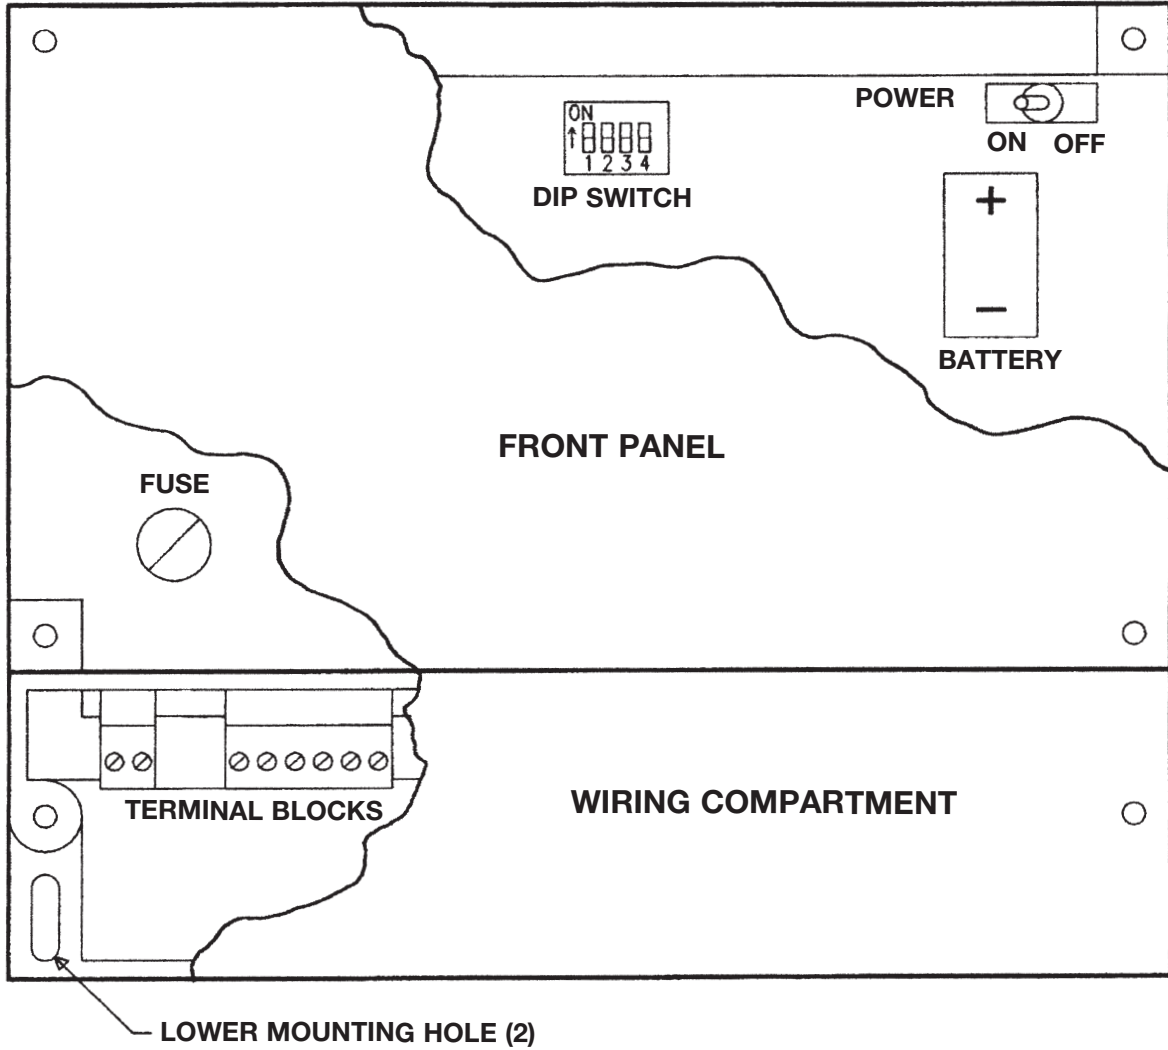 POWER
ON OFF
ON
↑
1 2 3 4
DIP SWITCH
+
−
BATTERY
FRONT PANEL
FUSE
TERMINAL BLOCKS
WIRING COMPARTMENT
LOWER MOUNTING HOLE (2)